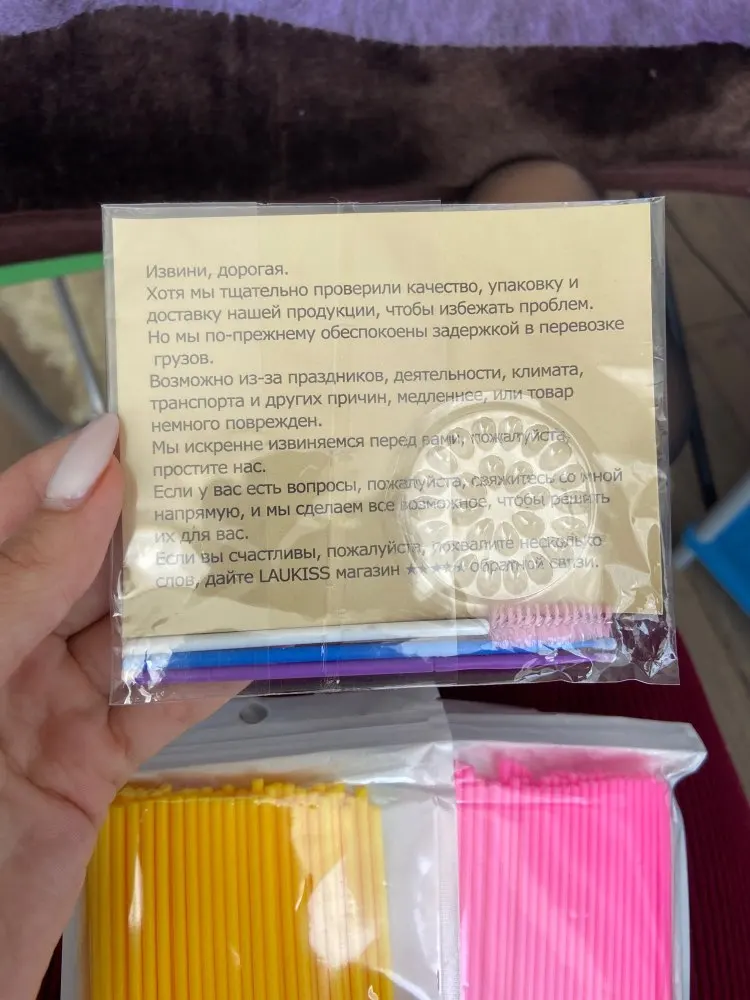 Извини, дорогая.
Хотя мы тщательно проверили качество, упаковку и
доставку нашей продукции, чтобы избежать проблем.
Но мы по-прежнему обеспокоены задержкой в перевозке
грузов.
Возможно из-за праздников, деятельности, климата,
транспорта и других причин, медленнее, или товар
немного поврежден.
Мы искренне извиняемся перед вами, пожалуйста,
простите нас.
Если у вас есть вопросы, пожалуйста, свяжитесь со мной
напрямую, и мы сделаем все возможное, чтобы решить
их для вас.
Если вы счастливы, пожалуйста, похвалите несколько
слов, дайте LAUKISS магазин ★★★★★ обратной связи.